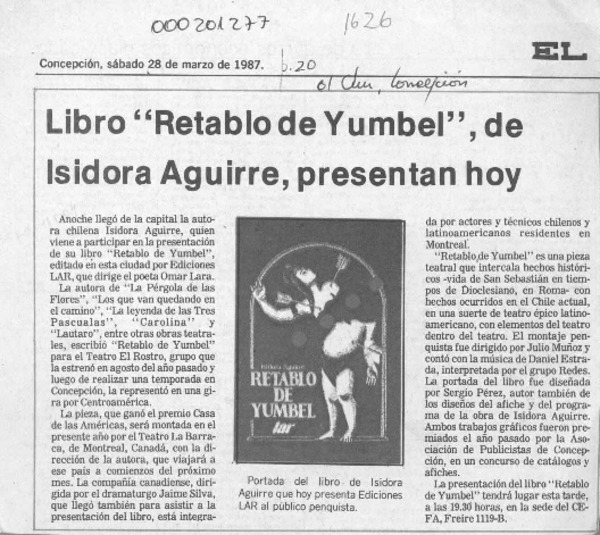 000201277
1626
EL
Concepción, sábado 28 de marzo de 1987.
p.20
el Sur, Concepción
Libro “Retablo de Yumbel”, de
Isidora Aguirre, presentan hoy
Anoche llegó de la capital la auto-
ra chilena Isidora Aguirre, quien
viene a participar en la presentación
de su libro “Retablo de Yumbel”,
editado en esta ciudad por Ediciones
LAR, que dirige el poeta Omar Lara.
La autora de “La Pérgola de las
Flores”, “Los que van quedando en
el camino”, “La leyenda de las Tres
Pascualas”, “Carolina” y
“Lautaro”, entre otras obras teatra-
les, escribió “Retablo de Yumbel”
para el Teatro El Rostro, grupo que
la estrenó en agosto del año pasado y
luego de realizar una temporada en
Concepción, la representó en una gi-
ra por Centroamérica.
La pieza, que ganó el premio Casa
de las Américas, será montada en el
presente año por el Teatro La Barra-
ca, de Montreal, Canadá, con la
dirección de la autora, que viajará a
ese país a comienzos del próximo
mes. La compañía canadiense, diri-
gida por el dramaturgo Jaime Silva,
que llegó también para asistir a la
presentación del libro, está integra-
Isidora Aguirre
RETABLO
DE
YUMBEL
lar
Portada del libro de Isidora
Aguirre que hoy presenta Ediciones
LAR al público penquista.
da por actores y técnicos chilenos y
latinoamericanos residentes en
Montreal.
“Retablo de Yumbel” es una pieza
teatral que intercala hechos históri-
cos -vida de San Sebastián en tiem-
pos de Dioclesiano, en Roma- con
hechos ocurridos en el Chile actual,
en una suerte de teatro épico latino-
americano, con elementos del teatro
dentro del teatro. El montaje pen-
quista fue dirigido por Julio Muñoz y
contó con la música de Daniel Estra-
da, interpretada por el grupo Redes.
La portada del libro fue diseñada
por Sergio Pérez, autor también de
los diseños del afiche y del programa
de la obra de Isidora Aguirre.
Ambos trabajos gráficos fueron pre-
miados el año pasado por la Aso-
ciación de Publicistas de Concep-
ción, en un concurso de catálogos y
afiches.
La presentación del libro “Retablo
de Yumbel” tendrá lugar esta tarde,
a las 19.30 horas, en la sede del CE-
FA, Freire 1119-B.